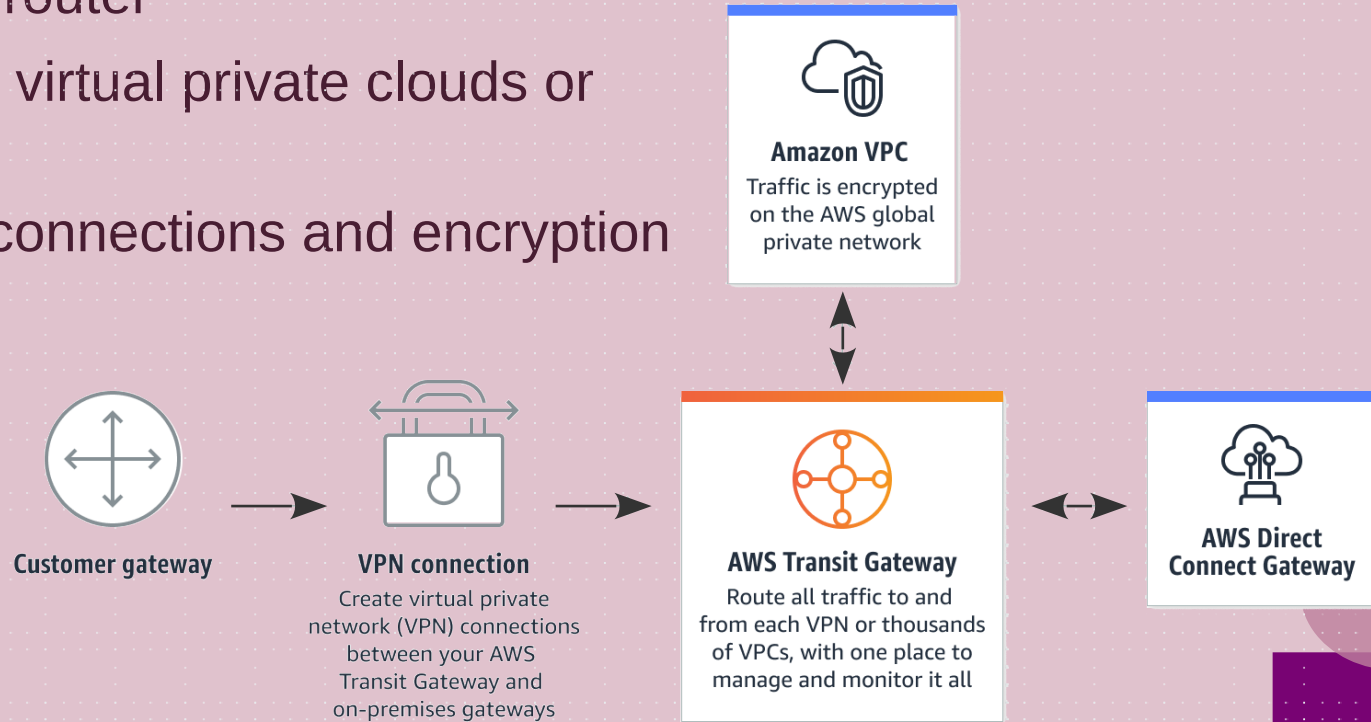 router
virtual private clouds or
connections and encryption
Amazon VPC
Traffic is encrypted
on the AWS global
private network
Customer gateway
VPN connection
Create virtual private
network (VPN) connections
between your AWS
Transit Gateway and
on-premises gateways
AWS Transit Gateway
Route all traffic to and
from each VPN or thousands
of VPCs, with one place to
manage and monitor it all
AWS Direct
Connect Gateway